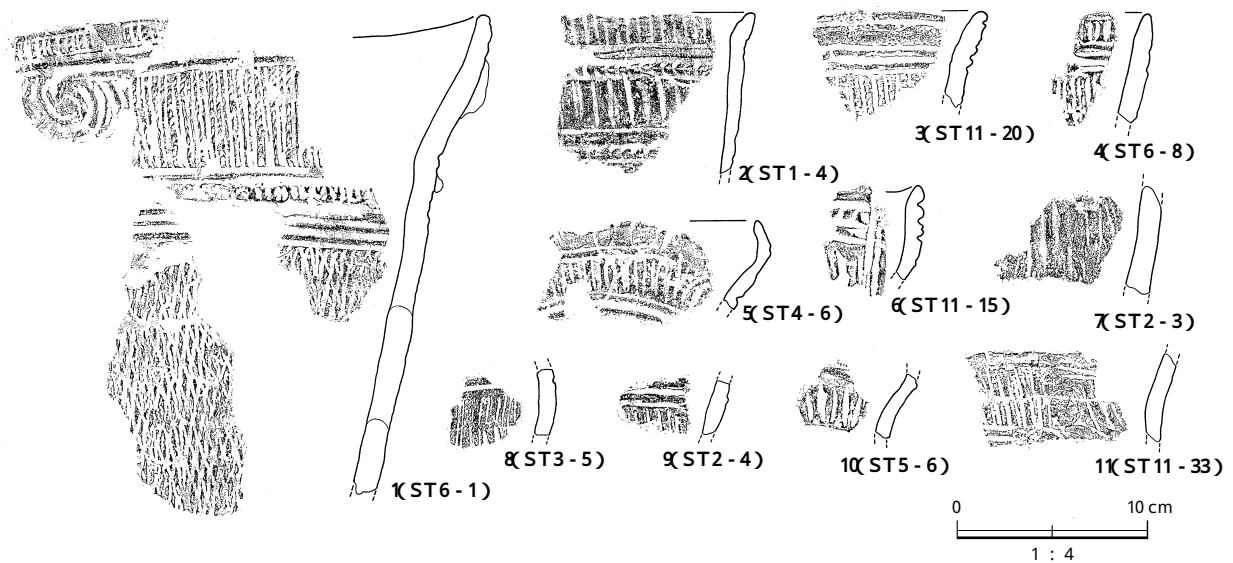 3(ST11-20)
4(ST6-8)
2(ST1-4)
5(ST4-6)
6(ST11-15)
7(ST2-3)
8(ST3-5)
9(ST2-4)
10(ST5-6)
11(ST11-33)
1(ST6-1)
0 10 cm
1 : 4